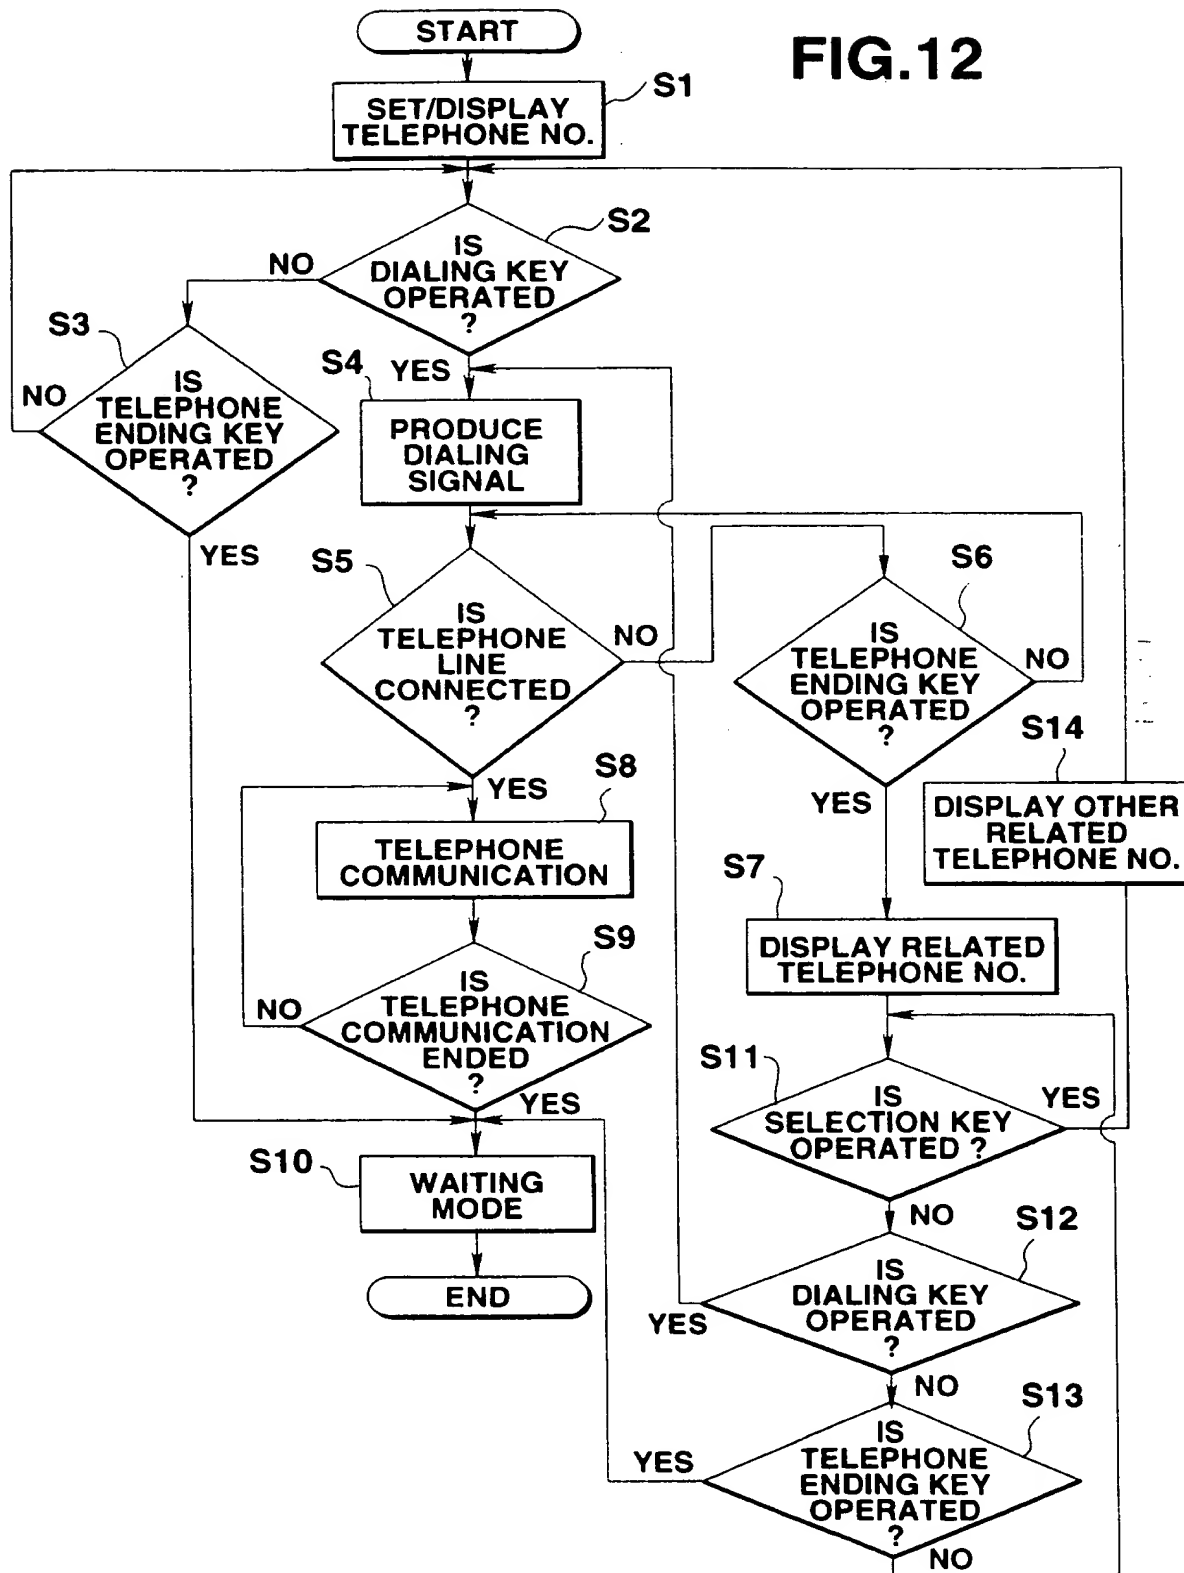 START
FIG.12
S1
SET/DISPLAY
TELEPHONE NO.
S2
IS
DIALING KEY
OPERATED
?
NO
S3
NO
IS
TELEPHONE
ENDING KEY
OPERATED
?
YES
YES
S4
PRODUCE
DIALING
SIGNAL
S5
IS
TELEPHONE
LINE
CONNECTED
?
NO
S6
IS
TELEPHONE
ENDING KEY
OPERATED
?
NO
YES
YES
S14
DISPLAY OTHER
RELATED
TELEPHONE NO.
S8
TELEPHONE
COMMUNICATION
S7
DISPLAY RELATED
TELEPHONE NO.
S9
IS
TELEPHONE
COMMUNICATION
ENDED
?
NO
YES
S11
IS
SELECTION KEY
OPERATED ?
YES
NO
S10
WAITING
MODE
END
S12
IS
DIALING KEY
OPERATED
?
YES
NO
S13
IS
TELEPHONE
ENDING KEY
OPERATED
?
YES
NO